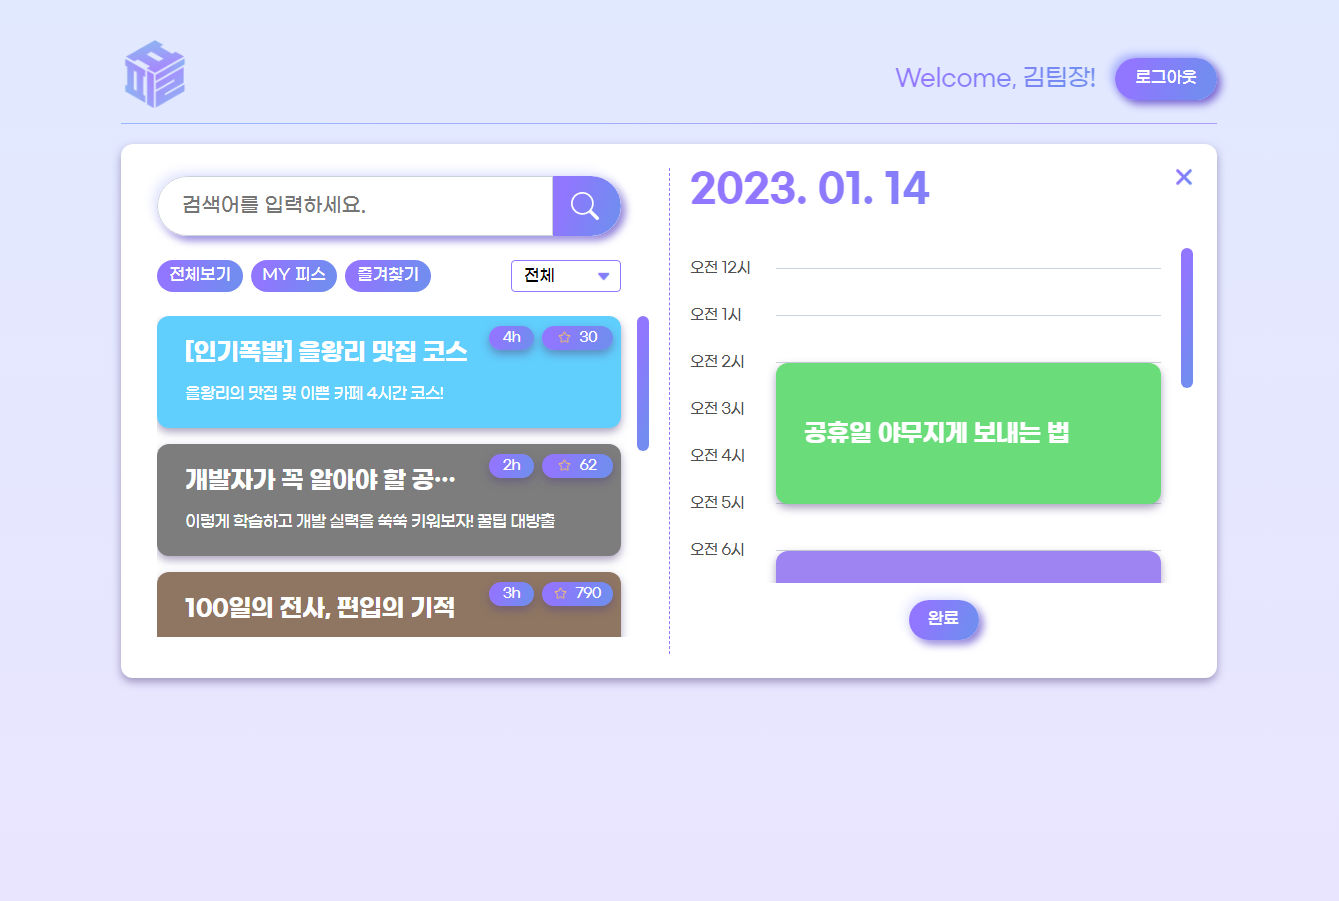 Welcome, 김팀장!
로그아웃
검색어를 입력하세요.
전체보기
MY 피스
즐겨찾기
전체
[인기폭발] 을왕리 맛집 코스
4h
30
을왕리의 맛집 및 이쁜 카페 4시간 코스!
개발자가 꼭 알아야 할 공…
2h
62
이렇게 학습하고 개발 실력을 쑥쑥 키워보자! 꿀팁 대방출
100일의 전사, 편입의 기적
3h
790
2023. 01. 14
오전 12시
오전 1시
오전 2시
오전 3시
공휴일 야무지게 보내는 법
오전 4시
오전 5시
오전 6시
완료